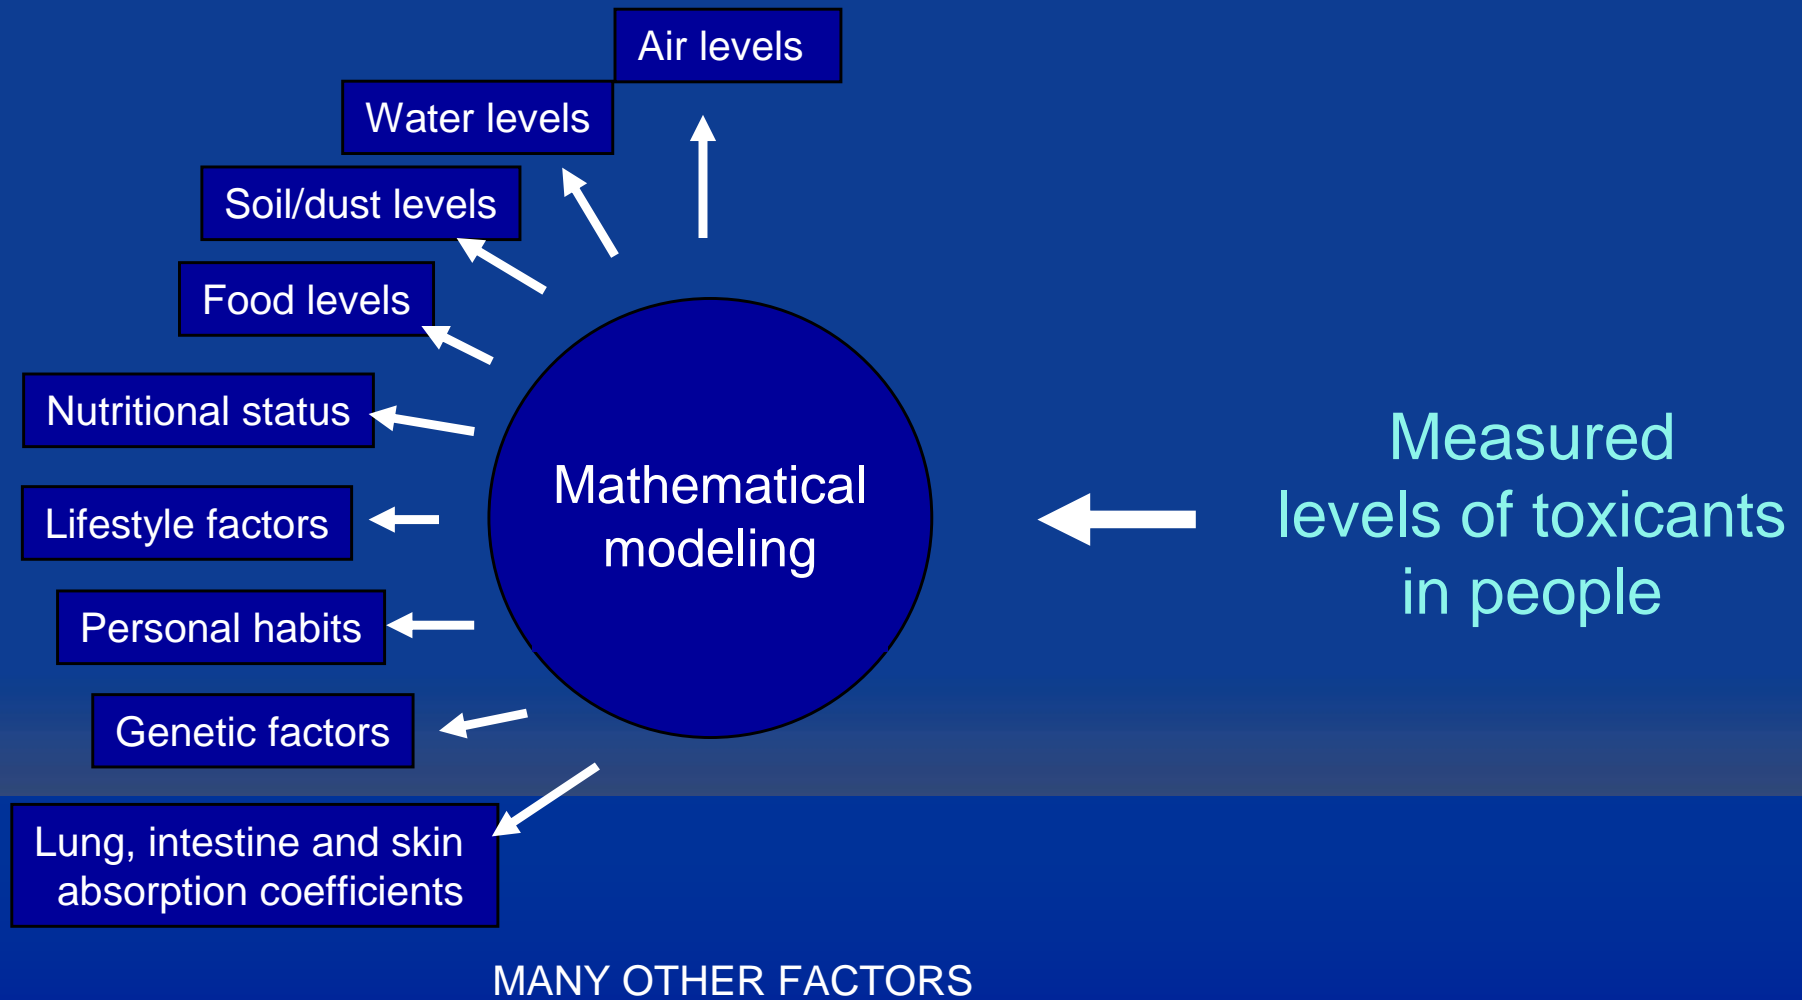 Air levels
Water levels
Soil/dust levels
Food levels
Nutritional status
Lifestyle factors
Personal habits
Genetic factors
Lung, intestine and skin
absorption coefficients
Mathematical
modeling
Measured
levels of toxicants
in people
MANY OTHER FACTORS